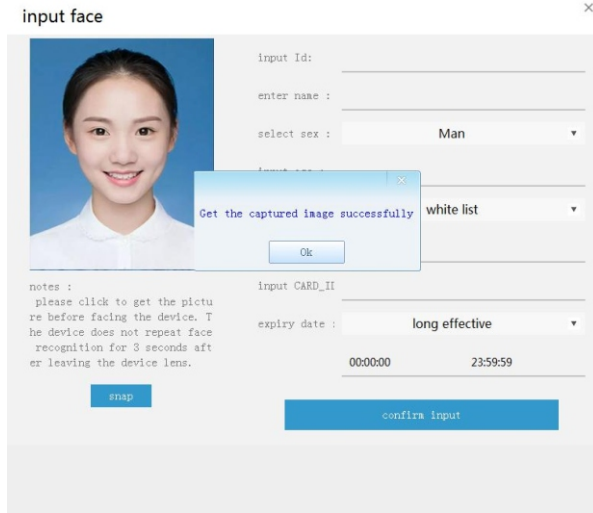 input face
input Id:
enter name :
select sex : Man
white list
Get the captured image successfully
Ok
input CARD_II
expiry date : long effective
00:00:00 23:59:59
notes :
please click to get the pictu
re before facing the device. T
he device does not repeat face
recognition for 3 seconds aft
er leaving the device lens.
snap
confirm input